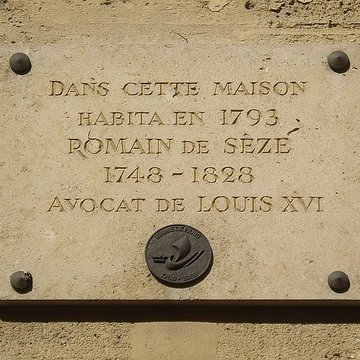 DANS CETTE MAISON
HABITA EN 1793
ROMAIN DE SÈZE
1748 - 1828
AVOCAT DE LOUIS XVI